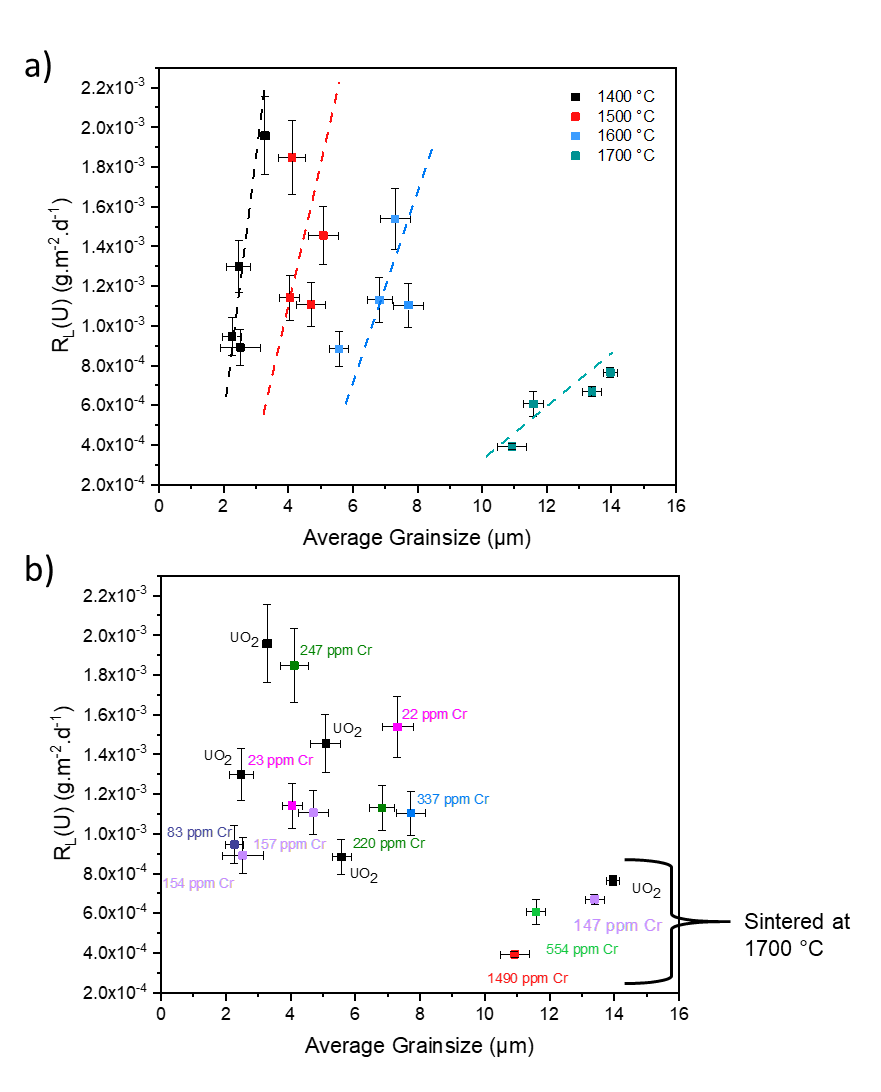 a)
2.2x10⁻³
2.0x10⁻³
1.8x10⁻³
1.6x10⁻³
1.4x10⁻³
1.2x10⁻³
1.0x10⁻³
8.0x10⁻⁴
6.0x10⁻⁴
4.0x10⁻⁴
2.0x10⁻⁴
R_L(U) (g.m⁻².d⁻¹)
1400 °C
1500 °C
1600 °C
1700 °C
0 2 4 6 8 10 12 14 16
Average Grainsize (µm)
b)
2.2x10⁻³
2.0x10⁻³
1.8x10⁻³
1.6x10⁻³
1.4x10⁻³
1.2x10⁻³
1.0x10⁻³
8.0x10⁻⁴
6.0x10⁻⁴
4.0x10⁻⁴
2.0x10⁻⁴
R_L(U) (g.m⁻².d⁻¹)
UO₂
247 ppm Cr
22 ppm Cr
UO₂
UO₂
23 ppm Cr
337 ppm Cr
83 ppm Cr
157 ppm Cr
220 ppm Cr
UO₂
154 ppm Cr
UO₂
147 ppm Cr
554 ppm Cr
1490 ppm Cr
Sintered at
1700 °C
0 2 4 6 8 10 12 14 16
Average Grainsize (µm)